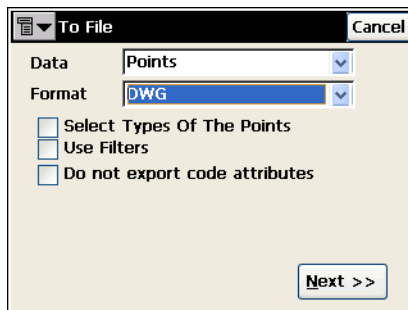 To File Cancel
Data Points
Format DWG
Select Types Of The Points
Use Filters
Do not export code attributes
Next >>